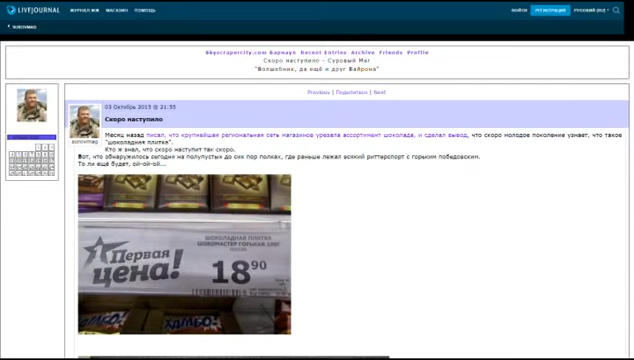 LIVEJOURNAL ЖУРНАЛ ЖЖ МАГАЗИН ПОМОЩЬ ВОЙТИ РЕГИСТРАЦИЯ РУССКИЙ (RU)
SUROVMAG
Skyscrapercity.com Барнаул Recent Entries Archive Friends Profile
Скоро наступило - Суровый Маг
"Волшебник, да ещё и друг Байрона"
Previous | Поделиться | Next
03 Октябрь 2015 @ 21:55
Скоро наступило
surovmag
Месяц назад писал, что крупнейшая региональная сеть магазинов урезала ассортимент шоколада, и сделал вывод, что скоро молодое поколение узнает, что такое
"шоколадная плитка".
Кто ж знал, что скоро наступит так скоро.
Вот, что обнаружилось сегодня на полупустых до сих пор полках, где раньше лежал всякий риттерспорт с горьким победовским.
То ли ещё будет, ой-ой-ой...
ШОКОЛАДНАЯ ПЛИТКА
ШОКОМАСТЕР ГОРЬКАЯ 100Г
Первая
цена!
18 90